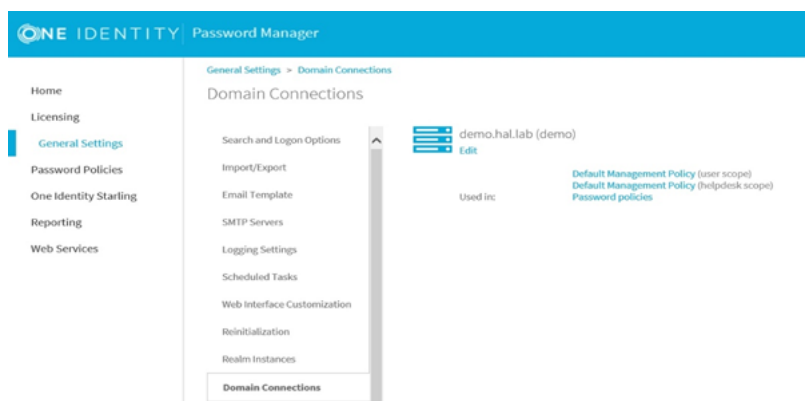 ONE IDENTITY Password Manager
General Settings > Domain Connections
Domain Connections
Home
Licensing
General Settings
Password Policies
One Identity Starling
Reporting
Web Services
Search and Logon Options
Import/Export
Email Template
SMTP Servers
Logging Settings
Scheduled Tasks
Web Interface Customization
Reinitialization
Realm Instances
Domain Connections
demo.hal.lab (demo)
Edit
Used in:
Default Management Policy (user scope)
Default Management Policy (helpdesk scope)
Password policies